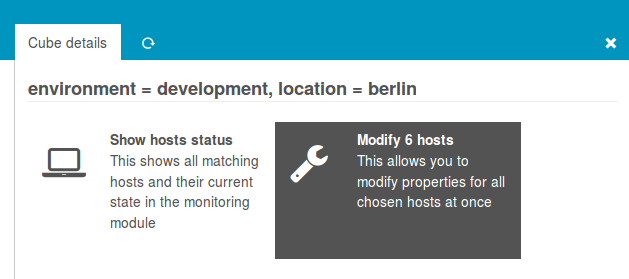 Cube details
environment = development, location = berlin
Show hosts status
This shows all matching
hosts and their current
state in the monitoring
module
Modify 6 hosts
This allows you to
modify properties for all
chosen hosts at once